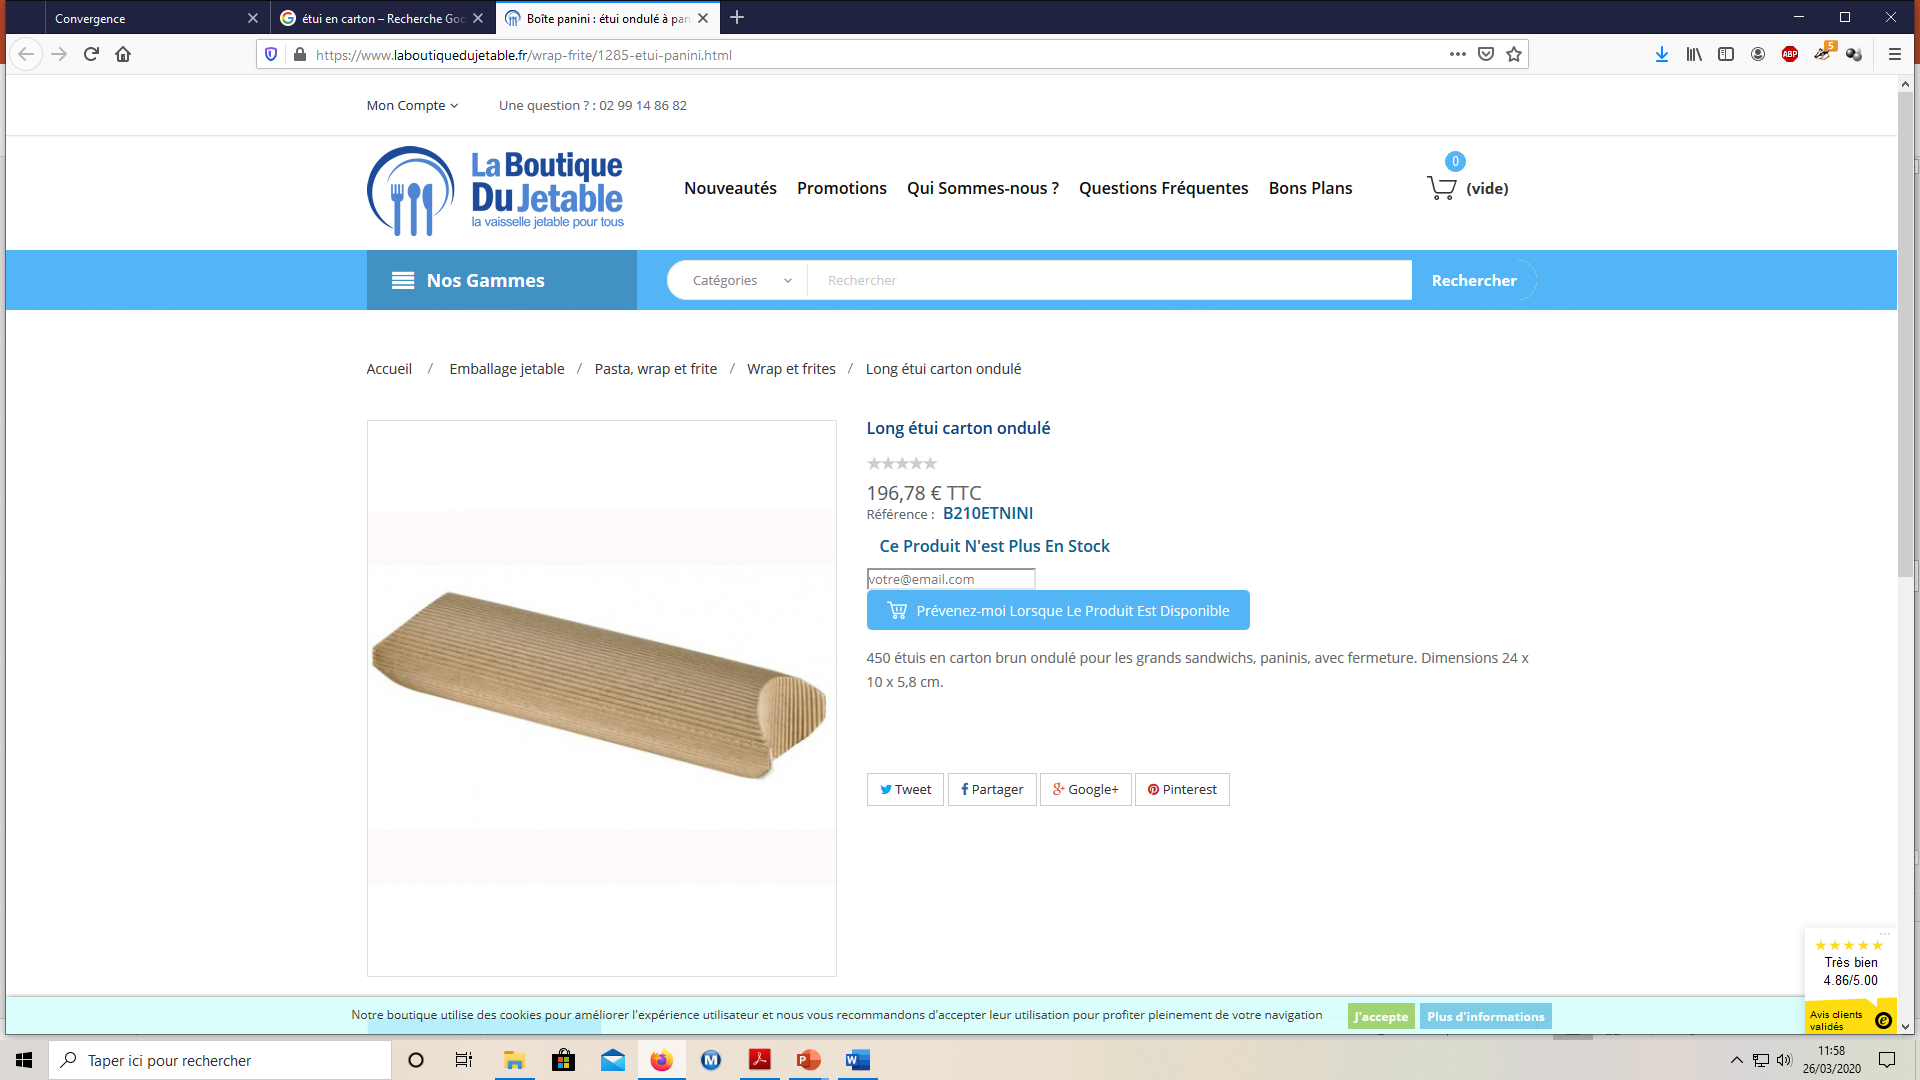 Convergence
étui en carton – Recherche Goo
Boîte panini : étui ondulé à pan
https://www.laboutiquedujetable.fr/wrap-frite/1285-etui-panini.html
ABP
5
Mon Compte
Une question ? : 02 99 14 86 82
La Boutique
Du Jetable
la vaisselle jetable pour tous
Nouveautés
Promotions
Qui Sommes-nous ?
Questions Fréquentes
Bons Plans
0
(vide)
Nos Gammes
Catégories
Rechercher
Rechercher
Accueil / Emballage jetable / Pasta, wrap et frite / Wrap et frites / Long étui carton ondulé
Long étui carton ondulé
196,78 € TTC
Référence : B210ETNINI
Ce Produit N'est Plus En Stock
votre@email.com
Prévenez-moi Lorsque Le Produit Est Disponible
450 étuis en carton brun ondulé pour les grands sandwichs, paninis, avec fermeture. Dimensions 24 x
10 x 5,8 cm.
Tweet
Partager
Google+
Pinterest
Très bien
4.86/5.00
Avis clients
validés
Notre boutique utilise des cookies pour améliorer l'expérience utilisateur et nous vous recommandons d'accepter leur utilisation pour profiter pleinement de votre navigation
J'accepte
Plus d'informations
Taper ici pour rechercher
11:58
26/03/2020